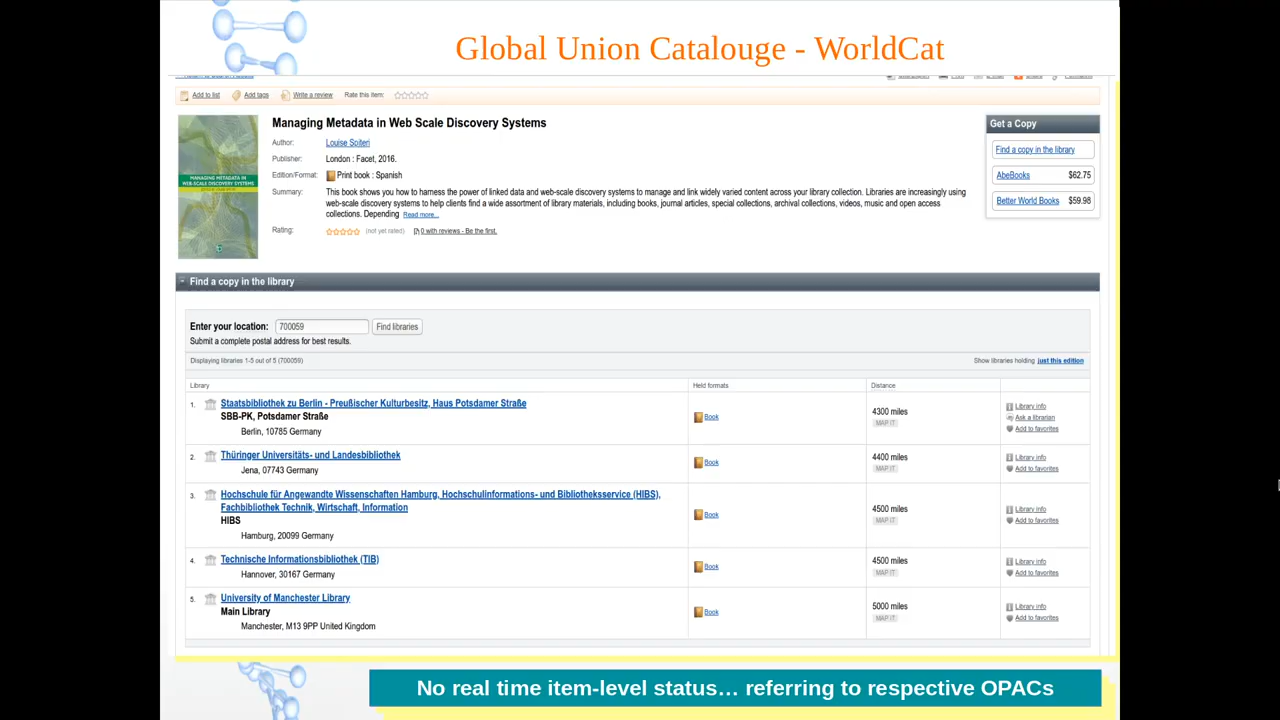 Global Union Catalouge - WorldCat
Add to list Add tags Write a review Rate this item:
Managing Metadata in Web Scale Discovery Systems
Author: Louise Spiteri
Publisher: London : Facet, 2016.
Edition/Format: Print book : Spanish
Summary: This book shows you how to harness the power of linked data and web-scale discovery systems to manage and link widely varied content across your library collection. Libraries are increasingly using
web-scale discovery systems to help clients find a wide assortment of library materials, including books, journal articles, special collections, archival collections, videos, music and open access
collections. Depending Read more...
Rating: (not yet rated) 0 with reviews - Be the first.
MANAGING METADATA IN
WEB-SCALE DISCOVERY SYSTEMS
Get a Copy
Find a copy in the library
AbeBooks $62.75
Better World Books $59.98
Find a copy in the library
Enter your location: 700059 Find libraries
Submit a complete postal address for best results.
Displaying libraries 1-5 out of 5 (700059) Show libraries holding just this edition
Library Held formats Distance
1. Staatsbibliothek zu Berlin - Preußischer Kulturbesitz, Haus Potsdamer Straße
SBB-PK, Potsdamer Straße
Berlin, 10785 Germany
Book
4300 miles
MAP IT
Library info
Ask a librarian
Add to favorites
2. Thüringer Universitäts- und Landesbibliothek
Jena, 07743 Germany
Book
4400 miles
MAP IT
Library info
Add to favorites
3. Hochschule für Angewandte Wissenschaften Hamburg, Hochschulinformations- und Bibliotheksservice (HIBS),
Fachbibliothek Technik, Wirtschaft, Information
HIBS
Hamburg, 20099 Germany
Book
4500 miles
MAP IT
Library info
Add to favorites
4. Technische Informationsbibliothek (TIB)
Hannover, 30167 Germany
Book
4500 miles
MAP IT
Library info
Add to favorites
5. University of Manchester Library
Main Library
Manchester, M13 9PP United Kingdom
Book
5000 miles
MAP IT
Library info
Add to favorites
No real time item-level status… referring to respective OPACs